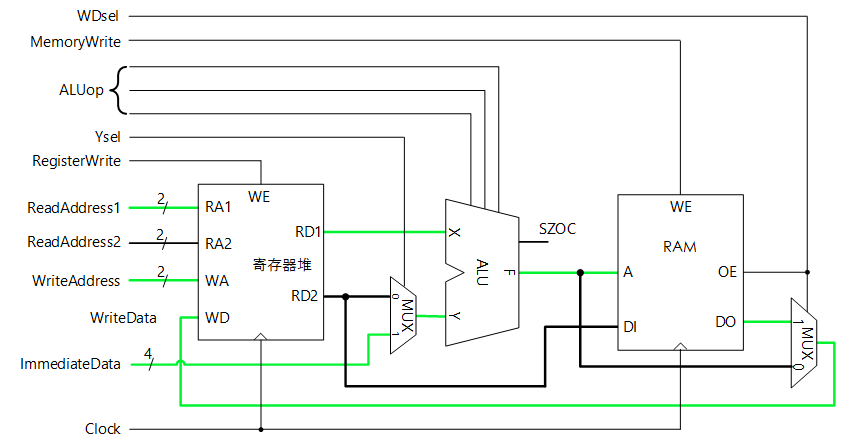 WDsel
MemoryWrite
ALUop
Ysel
RegisterWrite
ReadAddress1
2
ReadAddress2
2
WriteAddress
2
WriteData
ImmediateData
4
Clock
WE
RA1
RA2
WA
WD
RD1
寄存器堆
RD2
0
MUX
1
X
ALU
F
Y
SZOC
WE
RAM
A
OE
DI
DO
1
MUX
0